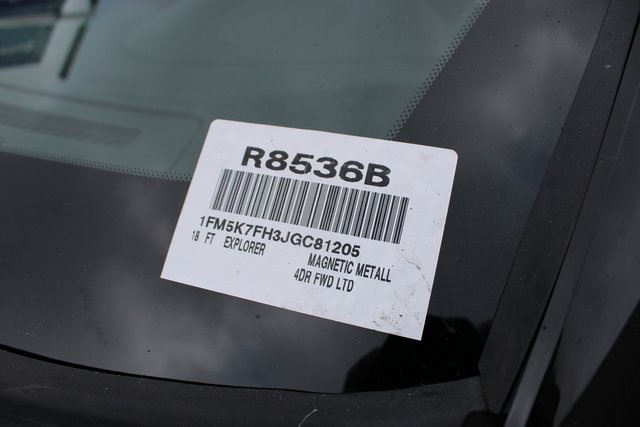 R8536B
1FM5K7FH3JGC81205
18 FT EXPLORER MAGNETIC METALL
4DR FWD LTD